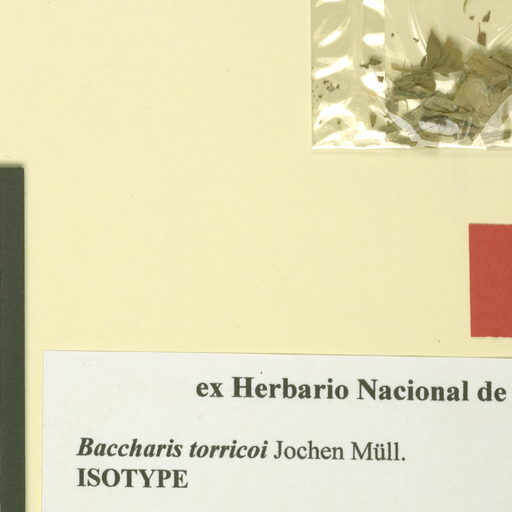 ex Herbario Nacional de
Baccharis torricoi Jochen Müll.
ISOTYPE